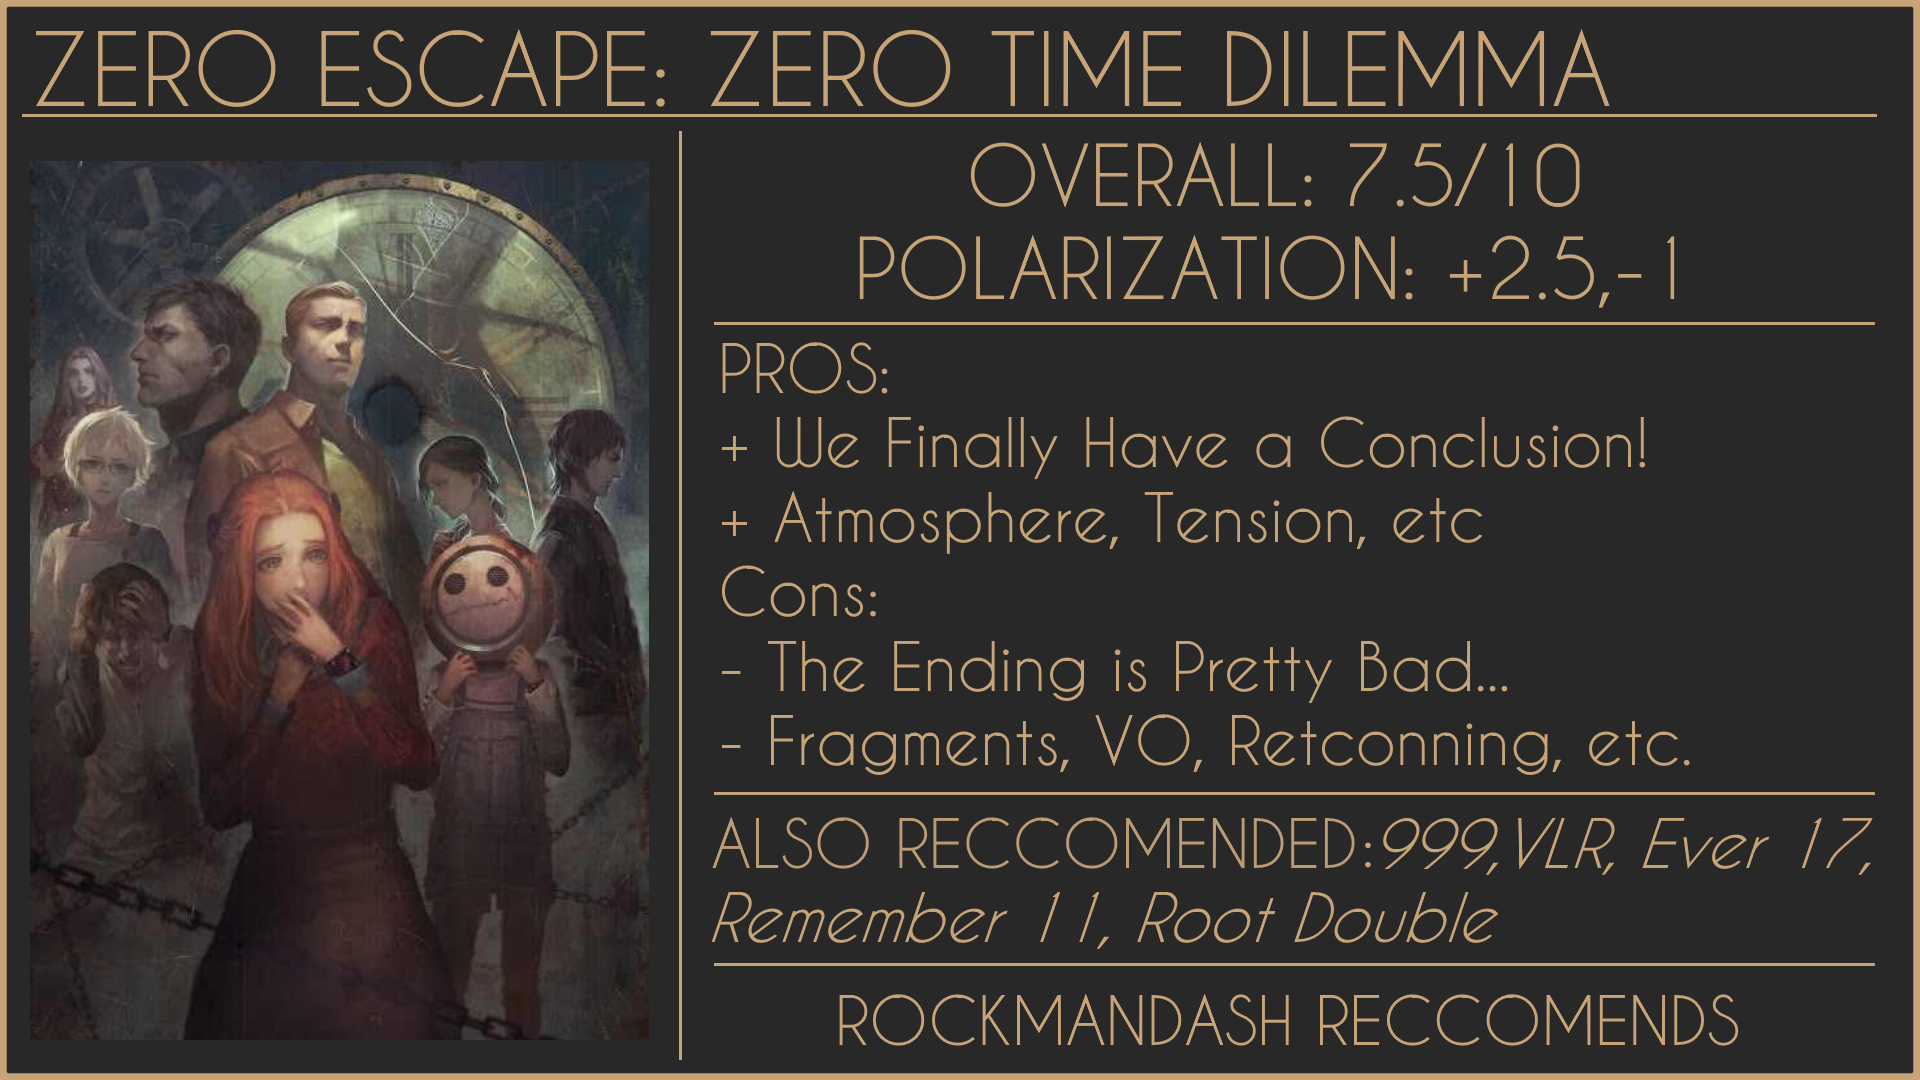 ZERO ESCAPE: ZERO TIME DILEMMA
OVERALL: 7.5/10
POLARIZATION: +2.5,-1
PROS:
+ We Finally Have a Conclusion!
+ Atmosphere, Tension, etc
Cons:
- The Ending is Pretty Bad...
- Fragments, VO, Retconning, etc.
ALSO RECCOMENDED:999,VLR, Ever 17,
Remember 11, Root Double
ROCKMANDASH RECCOMENDS